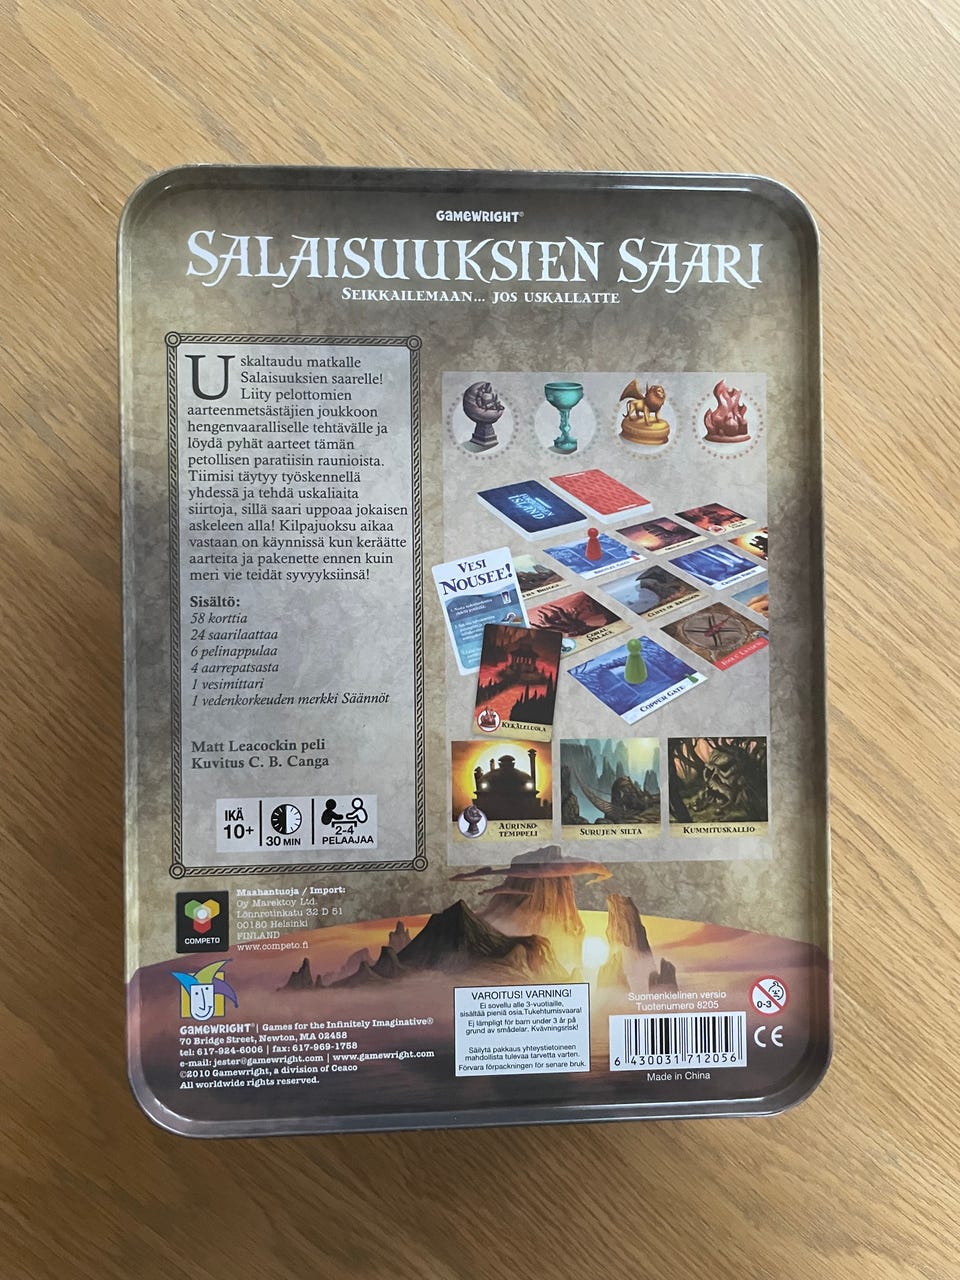 GAMEWRIGHT®
SALAISUUKSIEN SAARI
SEIKKAILEMAAN... JOS USKALLATTE
Uskaltaudu matkalle
Salaisuuksien saarelle!
Liity pelottomien
aarteenmetsästäjien joukkoon
hengenvaaralliselle tehtävälle ja
löydä pyhät aarteet tämän
petollisen paratiisin raunioista.
Tiimisi täytyy työskennellä
yhdessä ja tehdä uskaliaita
siirtoja, sillä saari uppoaa jokaisen
askeleen alla! Kilpajuoksu aikaa
vastaan on käynnissä kun keräätte
aarteita ja pakenette ennen kuin
meri vie teidät syvyyksiinsä!
Sisältö:
58 korttia
24 saarilaattaa
6 pelinappulaa
4 aarrepatsasta
1 vesimittari
1 vedenkorkeuden merkki Säännöt
Matt Leacockin peli
Kuvitus C. B. Canga
IKÄ
10+
30 MIN
2-4
PELAAJAA
ISLAND
VESI
NOUSEE!
CORAL
PALACE
COPPER GATE
FOOLS' LANDING
KEKÄLELUOLA
AURINKO-
TEMPPELI
SURUJEN SILTA
KUMMITUSKALLIO
COMPETO
Maahantuoja / Import:
Oy Marektoy Ltd.
Lönnrotinkatu 32 D 51
00180 Helsinki
FINLAND
www.competo.fi
GAMEWRIGHT® | Games for the Infinitely Imaginative®
70 Bridge Street, Newton, MA 02458
tel: 617-924-6006 | fax: 617-969-1758
e-mail: jester@gamewright.com | www.gamewright.com
©2010 Gamewright, a division of Ceaco
All worldwide rights reserved.
VAROITUS! VARNING!
Ei sovellu alle 3-vuotiaille,
sisältää pieniä osia.Tukehtumisvaara!
Ej lämpligt för barn under 3 år på
grund av smådelar. Kvävningsrisk!
Säilytä pakkaus yhteystietoineen
mahdollista tulevaa tarvetta varten.
Förvara förpackningen för senare bruk.
Suomenkielinen versio
Tuotenumero 8205
6 430031 712056
Made in China
0-3
CE